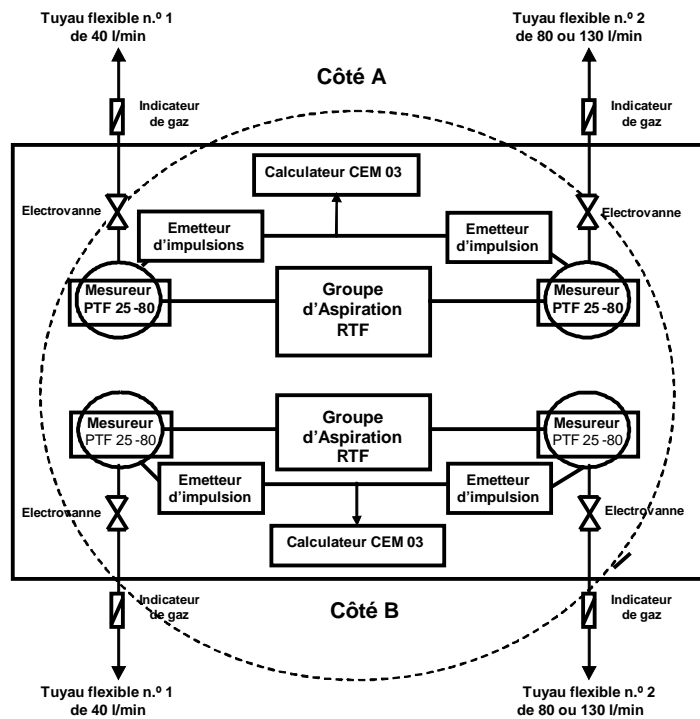 Tuyau flexible n.º 1
de 40 l/min
Tuyau flexible n.º 2
de 80 ou 130 l/min
Côté A
Indicateur
de gaz
Indicateur
de gaz
Calculateur CEM 03
Electrovanne
Electrovanne
Emetteur
d'impulsions
Emetteur
d'impulsion
Mesureur
PTF 25-80
Groupe
d'Aspiration
RTF
Mesureur
PTF 25-80
Mesureur
PTF 25-80
Groupe
d'Aspiration
RTF
Mesureur
PTF 25-80
Emetteur
d'impulsion
Emetteur
d'impulsion
Electrovanne
Electrovanne
Calculateur CEM 03
Indicateur
de gaz
Côté B
Indicateur
de gaz
Tuyau flexible n.º 1
de 40 l/min
Tuyau flexible n.º 2
de 80 ou 130 l/min